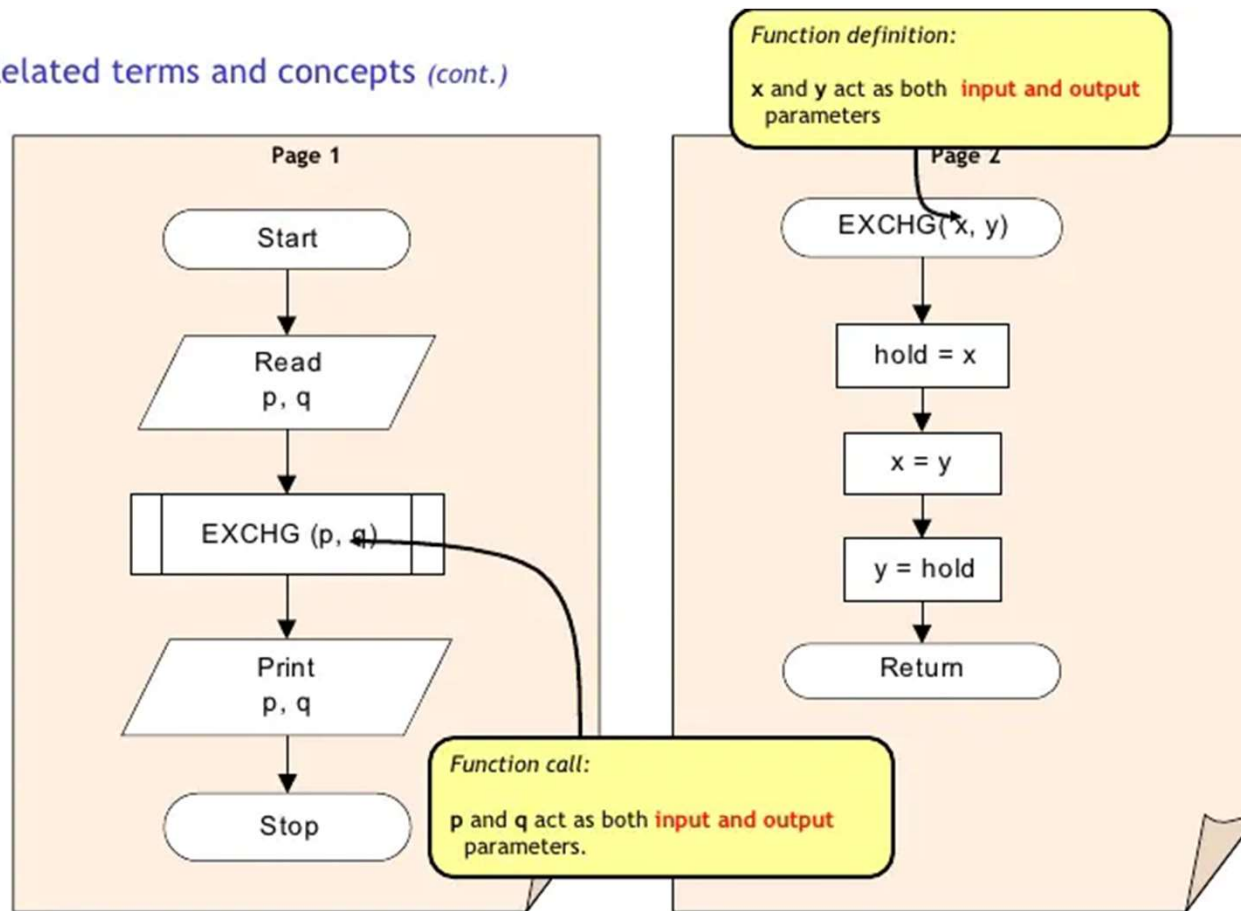 elated terms and concepts (cont.)
Function definition:
x and y act as both input and output
parameters
Page 1
Start
Read
p, q
EXCHG (p, q)
Print
p, q
Stop
Function call:
p and q act as both input and output
parameters.
Page 2
EXCHG( x, y)
hold = x
x = y
y = hold
Return